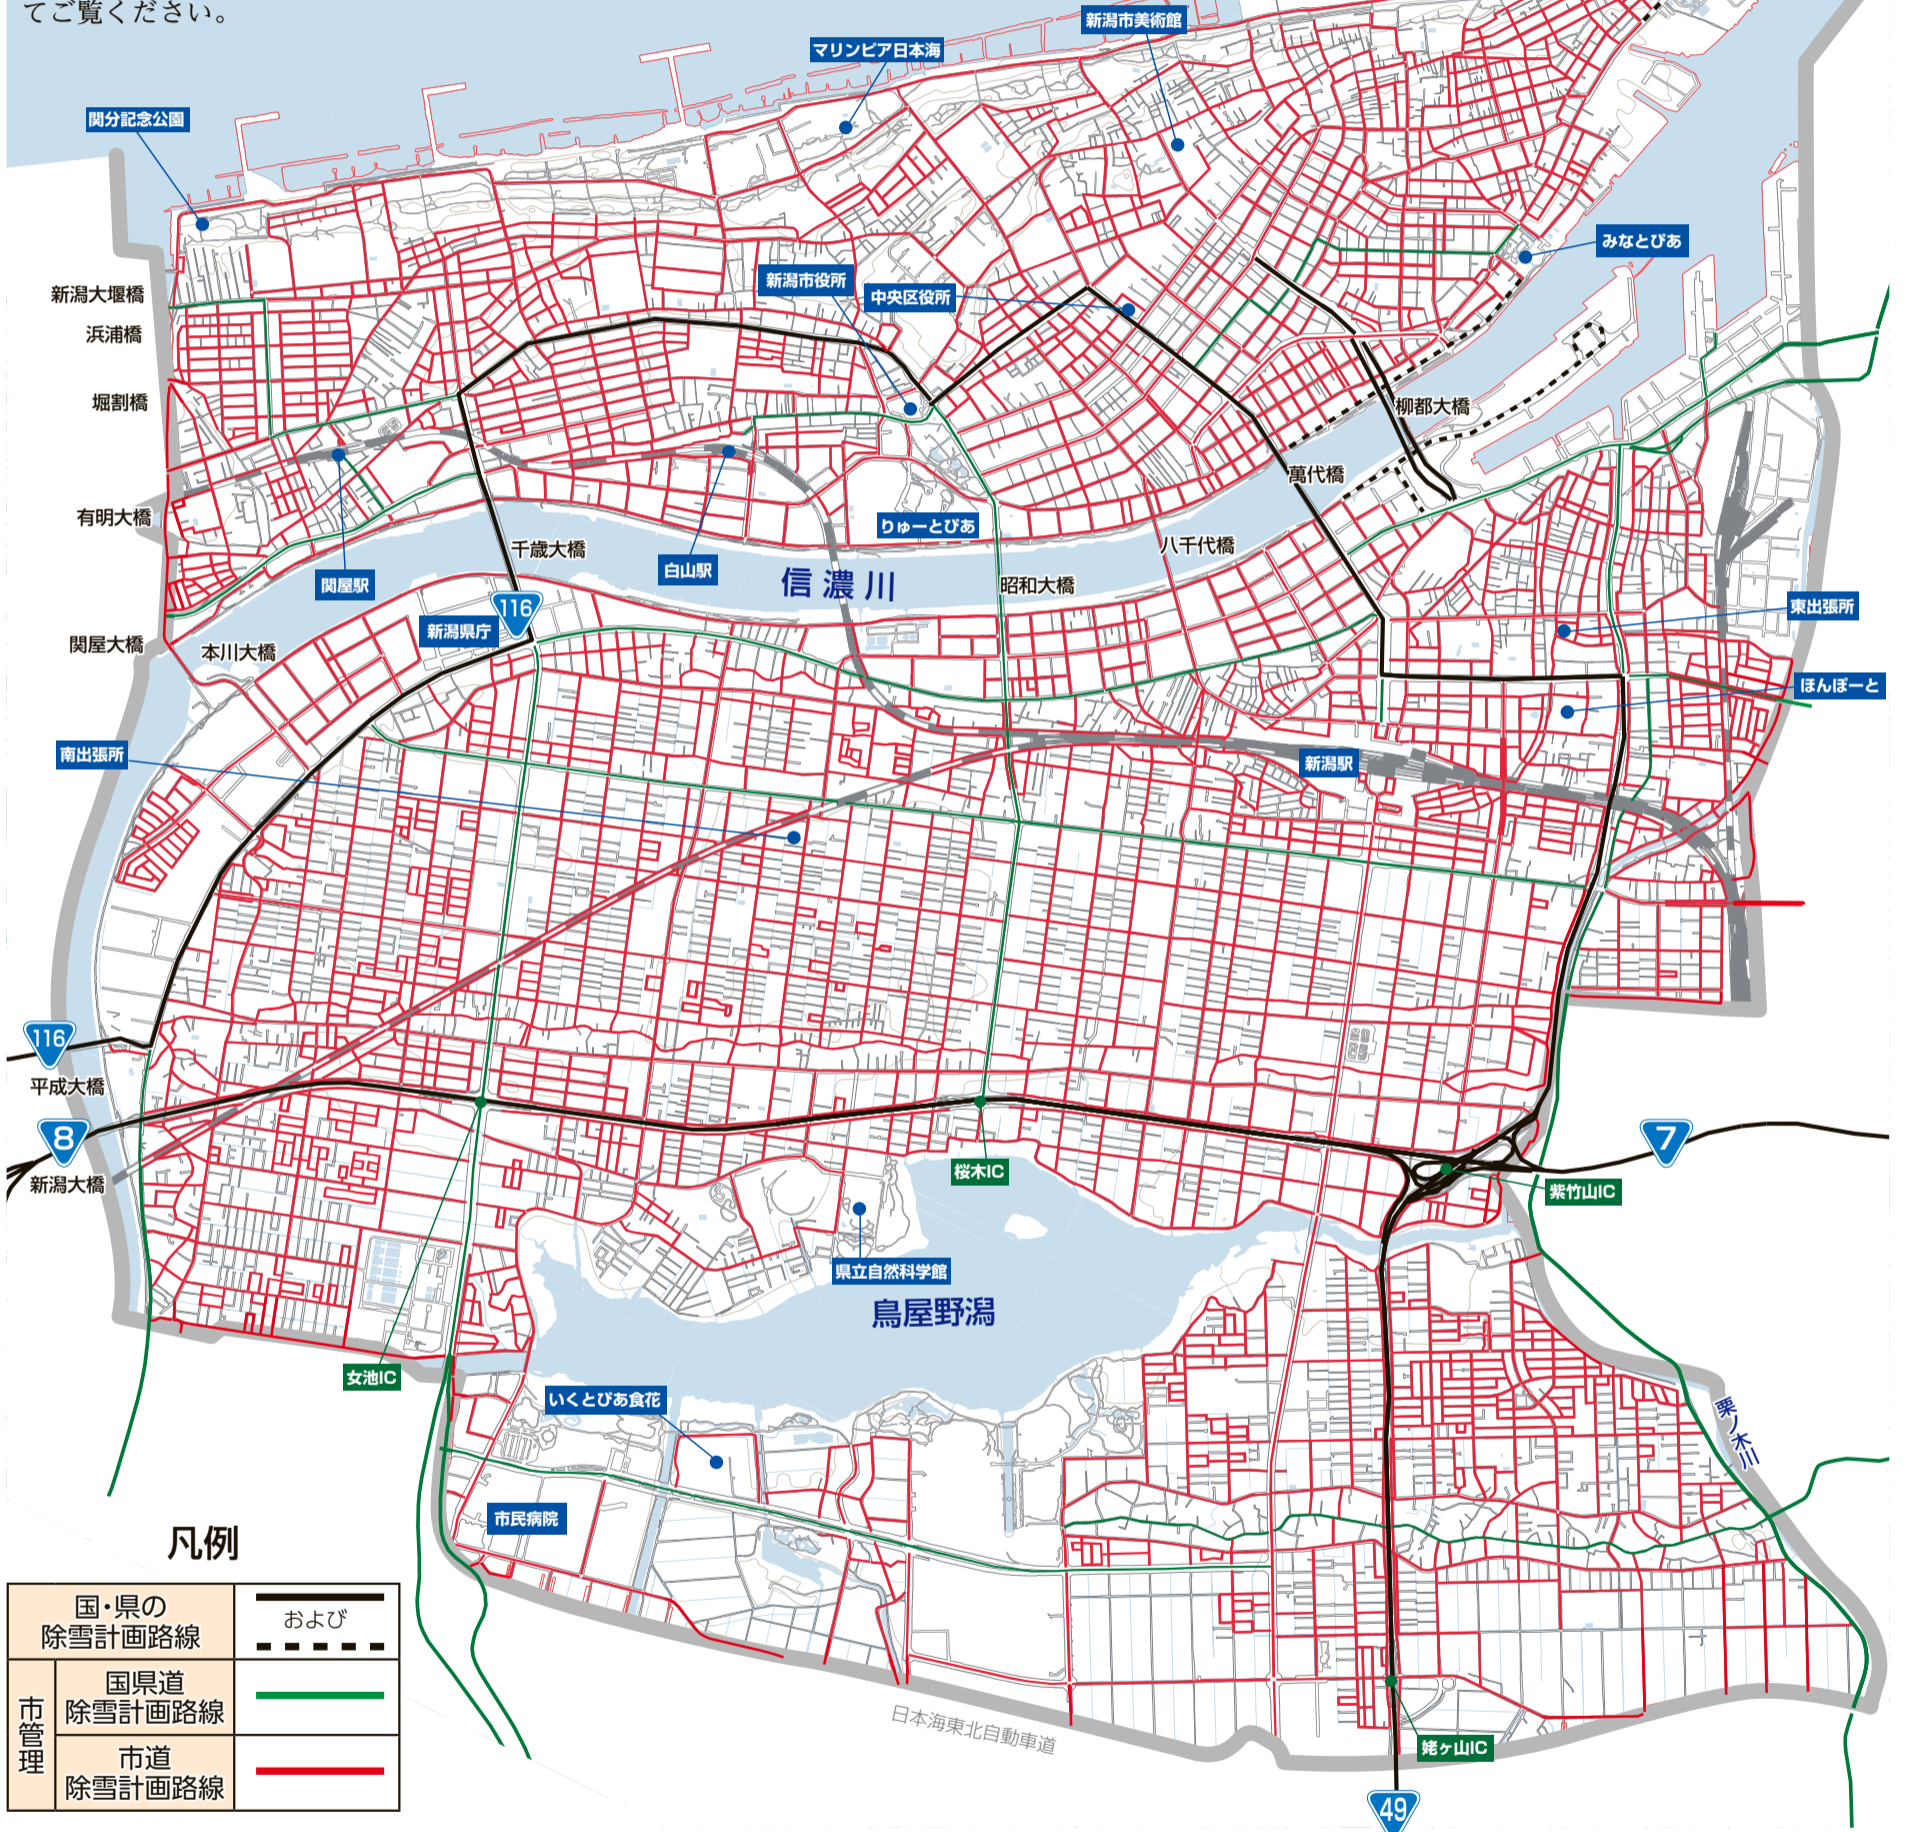 てご覧ください。
新潟市美術館
マリンピア日本海
関分記念公園
みなとぴあ
新潟市役所
中央区役所
新潟大堰橋
浜浦橋
堀割橋
柳都大橋
萬代橋
有明大橋
りゅーとぴあ
八千代橋
千歳大橋
白山駅
信濃川
昭和大橋
関屋駅
116
東出張所
新潟県庁
関屋大橋
本川大橋
ほんぽーと
南出張所
新潟駅
116
平成大橋
8
7
新潟大橋
桜木IC
紫竹山IC
県立自然科学館
鳥屋野潟
女池IC
いくとぴあ食花
栗ノ木川
市民病院
凡例
国・県の
除雪計画路線
および
市管理
国県道
除雪計画路線
市道
除雪計画路線
日本海東北自動車道
姥ヶ山IC
49